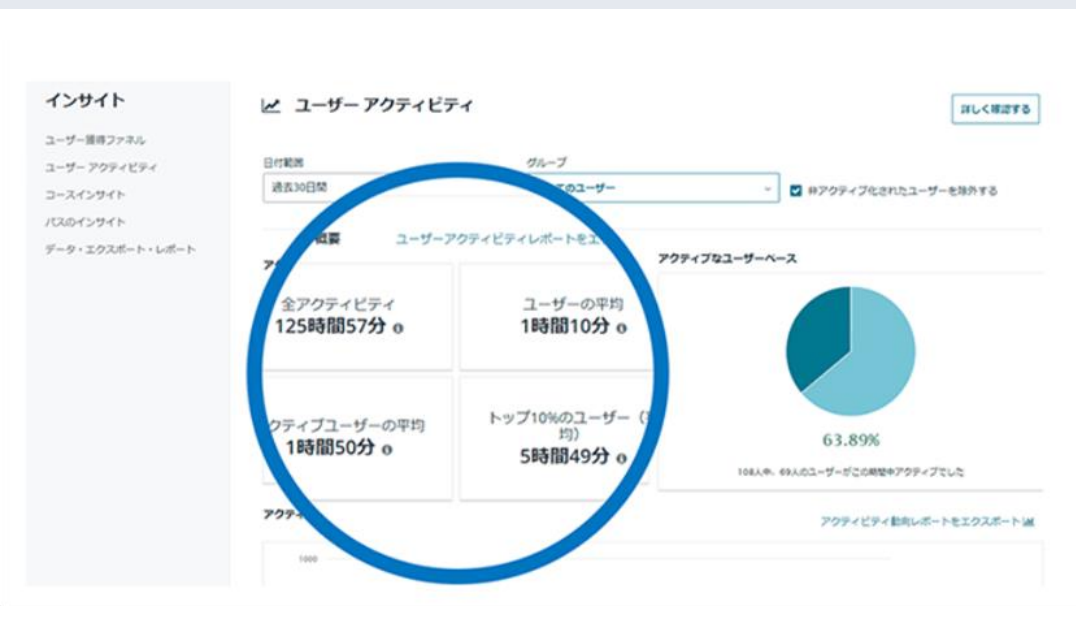 インサイト
ユーザー獲得ファネル
ユーザー アクティビティ
コースインサイト
パスのインサイト
データ・エクスポート・レポート
ユーザー アクティビティ
詳しく確認する
日付範囲
過去30日間
グループ
てのユーザー
非アクティブ化されたユーザーを除外する
概要
ユーザーアクティビティレポートをエ
全アクティビティ
125時間57分
ユーザーの平均
1時間10分
クティブユーザーの平均
1時間50分
トップ10%のユーザー（
均）
5時間49分
アクティブなユーザーベース
63.89%
108人中、69人のユーザーがこの期間中アクティブでした
アクティ
アクティビティ動向レポートをエクスポート
1000